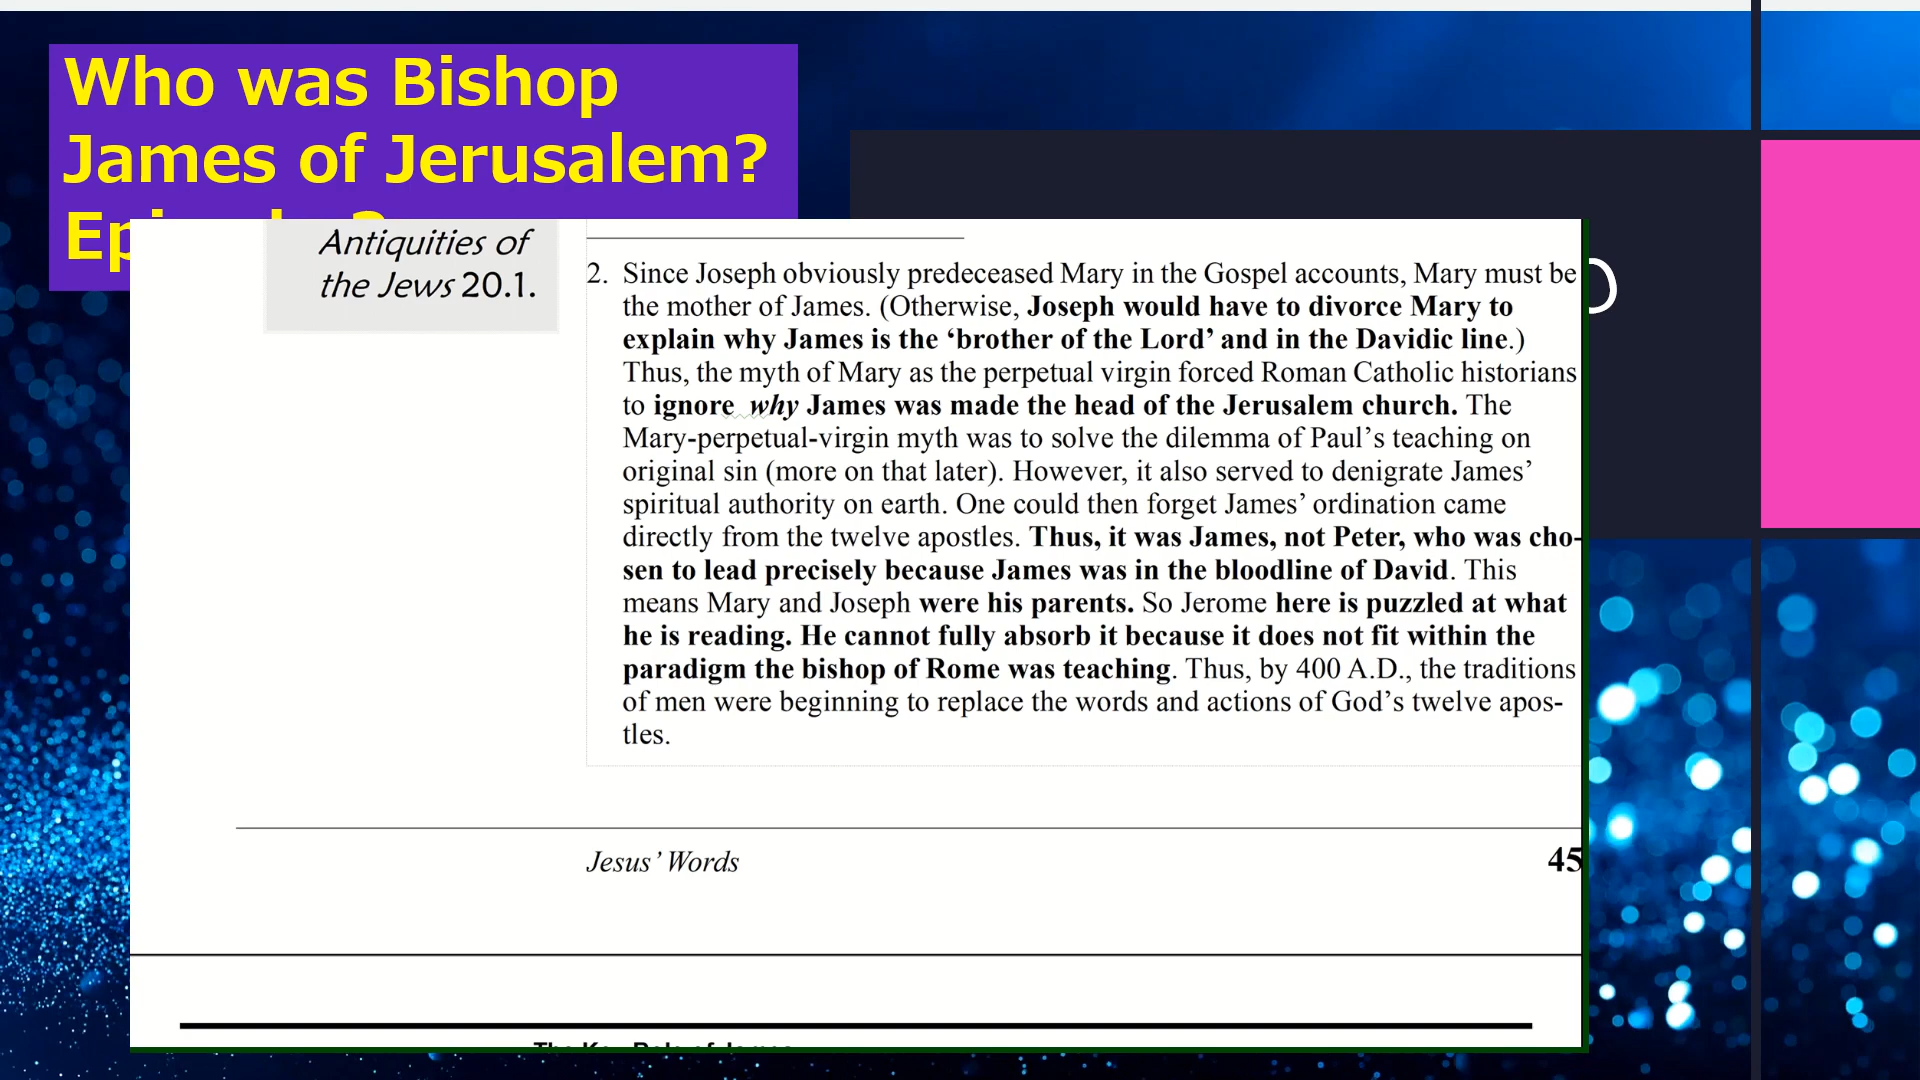 Who was Bishop
James of Jerusalem?
Antiquities of
the Jews 20.1.
2. Since Joseph obviously predeceased Mary in the Gospel accounts, Mary must be
the mother of James. (Otherwise, Joseph would have to divorce Mary to
explain why James is the ‘brother of the Lord’ and in the Davidic line.)
Thus, the myth of Mary as the perpetual virgin forced Roman Catholic historians
to ignore why James was made the head of the Jerusalem church. The
Mary-perpetual-virgin myth was to solve the dilemma of Paul’s teaching on
original sin (more on that later). However, it also served to denigrate James’
spiritual authority on earth. One could then forget James’ ordination came
directly from the twelve apostles. Thus, it was James, not Peter, who was cho-
sen to lead precisely because James was in the bloodline of David. This
means Mary and Joseph were his parents. So Jerome here is puzzled at what
he is reading. He cannot fully absorb it because it does not fit within the
paradigm the bishop of Rome was teaching. Thus, by 400 A.D., the traditions
of men were beginning to replace the words and actions of God’s twelve apos-
tles.
Jesus’ Words
45